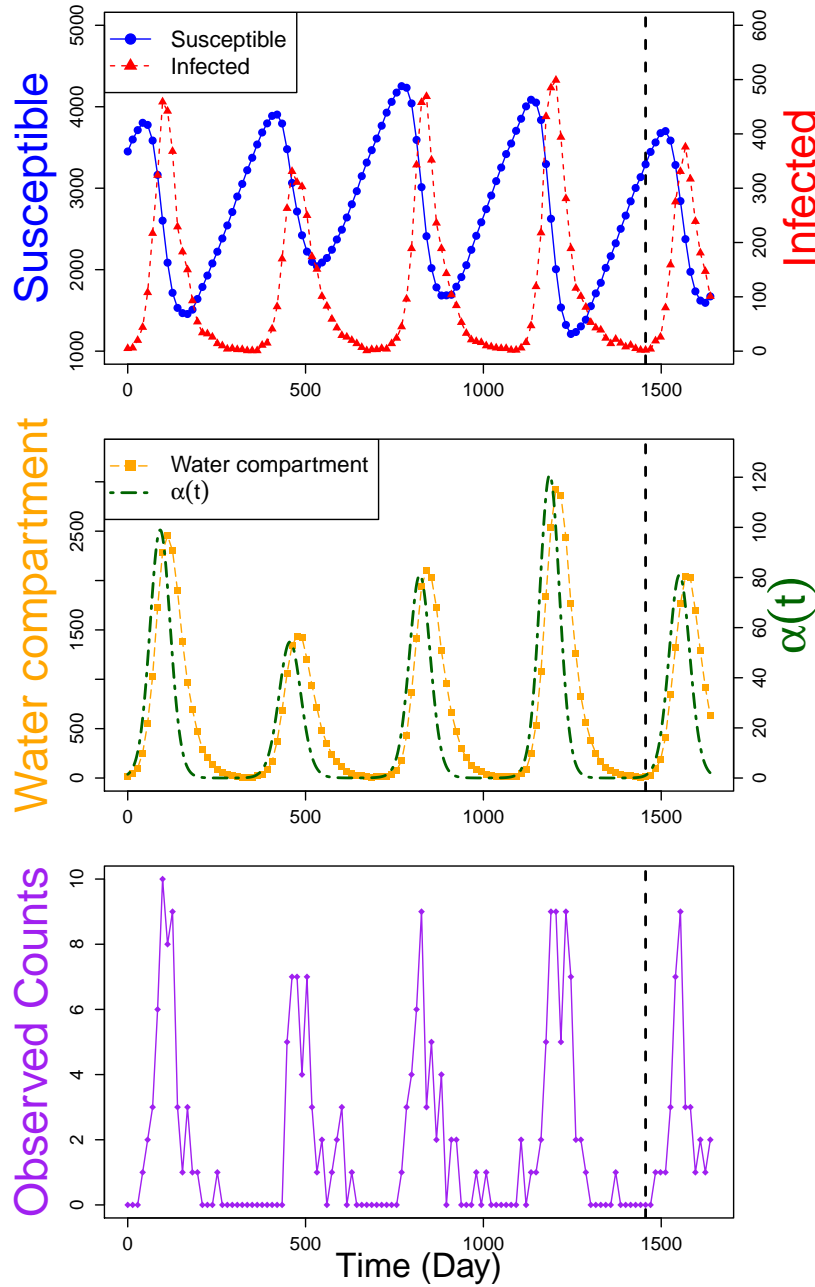 Susceptible
Infected
Susceptible
1000 2000 3000 4000 5000
Infected
0 100 200 300 400 500 600
0 500 1000 1500
Water compartment
α(t)
Water compartment
0 500 1500 2500
α(t)
0 20 40 60 80 100 120
0 500 1000 1500
Observed Counts
0 2 4 6 8 10
0 500 1000 1500
Time (Day)